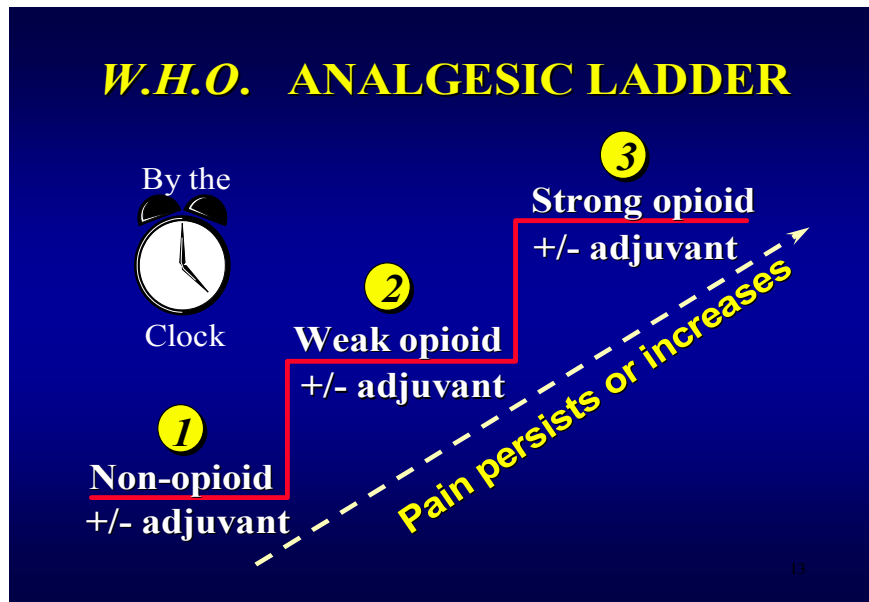 W.H.O. ANALGESIC LADDER
By the
Clock
3
Strong opioid
+/- adjuvant
2
Weak opioid
+/- adjuvant
1
Non-opioid
+/- adjuvant
Pain persists or increases
13